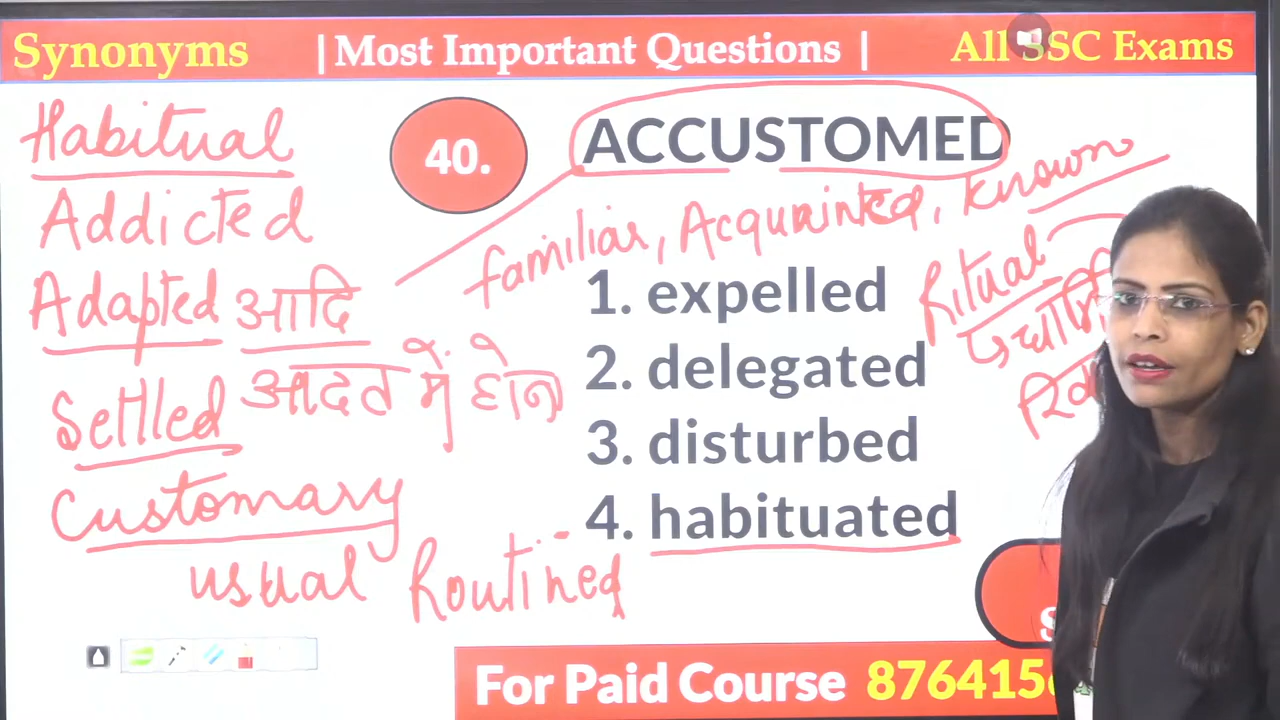 Synonyms | Most Important Questions | All SSC Exams
Habitual
40. ACCUSTOMED
Addicted
familiar, Acquainted, known
Adapted आदि
1. expelled
Ritual
आदत में होना
2. delegated
Settled
3. disturbed
Customary
4. habituated
usual Routined
For Paid Course 876415